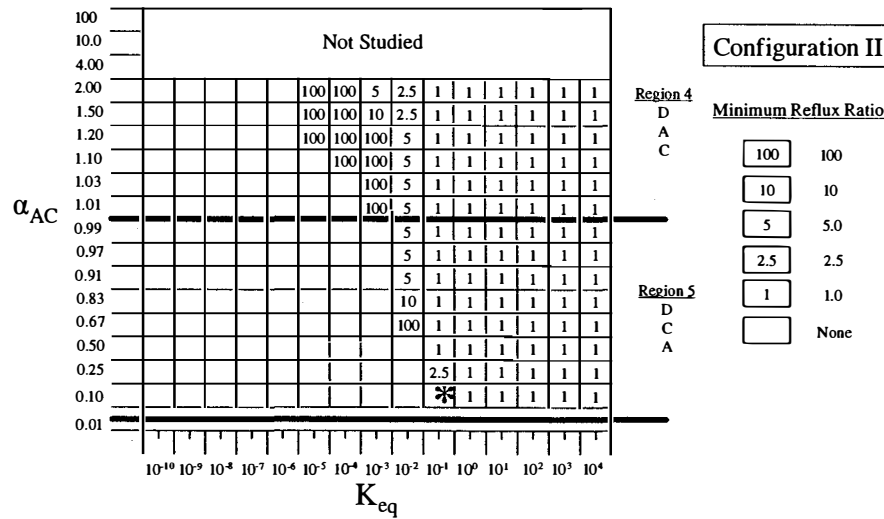 100
10.0
4.00
Not Studied
2.00 100 100 5 2.5 1 1 1 1 1 1
1.50 100 100 10 2.5 1 1 1 1 1 1
1.20 100 100 100 5 1 1 1 1 1 1
1.10 100 100 5 1 1 1 1 1 1
1.03 100 5 1 1 1 1 1 1
1.01 100 5 1 1 1 1 1 1
α_AC
0.99 5 1 1 1 1 1 1
0.97 5 1 1 1 1 1 1
0.91 5 1 1 1 1 1 1
0.83 10 1 1 1 1 1 1
0.67 100 1 1 1 1 1 1
0.50 1 1 1 1 1 1
0.25 2.5 1 1 1 1 1
0.10 * 1 1 1 1 1
0.01
10⁻¹⁰ 10⁻⁹ 10⁻⁸ 10⁻⁷ 10⁻⁶ 10⁻⁵ 10⁻⁴ 10⁻³ 10⁻² 10⁻¹ 10⁰ 10¹ 10² 10³ 10⁴
K_eq
Region 4
D
A
C
Region 5
D
C
A
Configuration II
Minimum Reflux Ratio
100 100
10 10
5 5.0
2.5 2.5
1 1.0
None